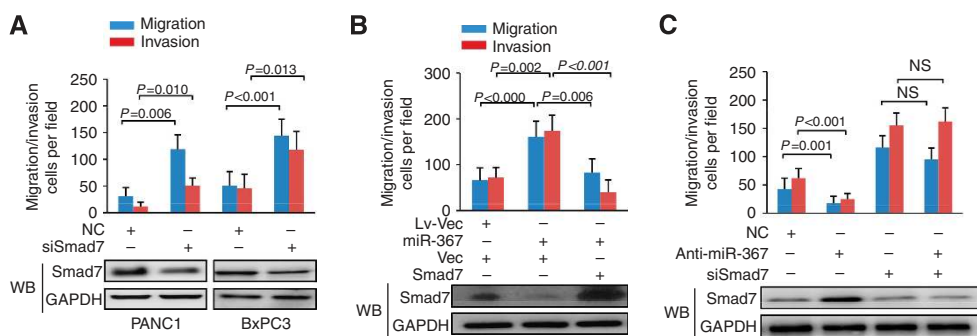 A
Migration
Invasion
Migration/invasion
cells per field
250
200
150
100
50
0
P=0.006
P=0.010
P<0.001
P=0.013
NC + – + –
siSmad7 – + – +
WB
Smad7
GAPDH
PANC1 BxPC3
B
Migration
Invasion
Migration/invasion
cells per field
300
200
100
0
P=0.002
P<0.001
P<0.000
P=0.006
Lv-Vec + – –
miR-367 – + +
Vec + + –
Smad7 – – +
WB
Smad7
GAPDH
C
Migration/invasion
cells per field
250
200
150
100
50
0
P<0.001
P=0.001
NS
NS
NC + – – –
Anti-miR-367 – + – +
siSmad7 – – + +
WB
Smad7
GAPDH